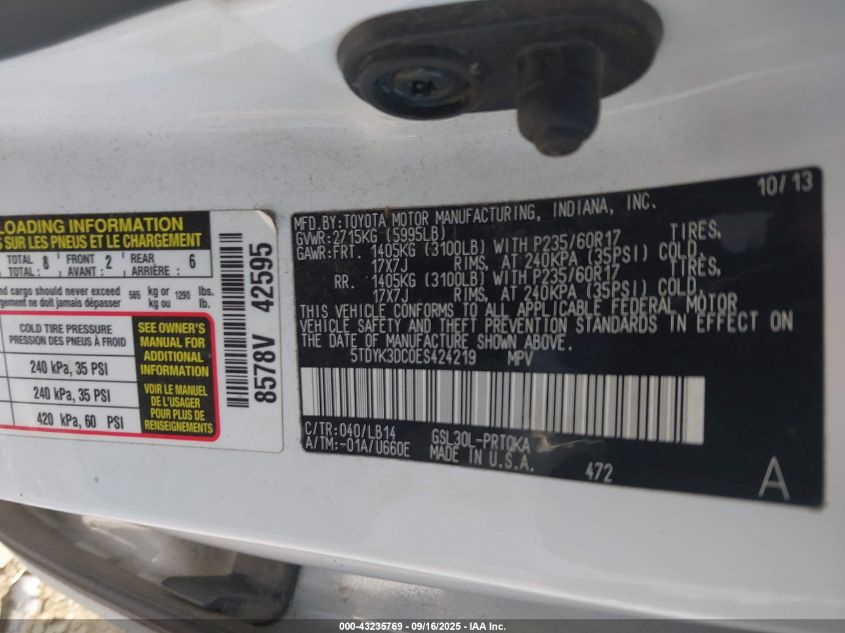 LOADING INFORMATION
SUR LES PNEUS ET LE CHARGEMENT
TOTAL 8 FRONT 2 REAR 6
TOTAL: AVANT: ARRIÈRE:
and cargo should never exceed 585 kg or 1290 lbs.
ne doit jamais dépasser kg ou lb.
COLD TIRE PRESSURE
PRESSION DES PNEUS À FROID
240 kPa, 35 PSI
240 kPa, 35 PSI
420 kPa, 60 PSI
SEE OWNER'S
MANUAL FOR
ADDITIONAL
INFORMATION
VOIR LE MANUEL
DE L'USAGER
POUR PLUS DE
RENSEIGNEMENTS
8578V 42595
10/13
MFD.BY:TOYOTA MOTOR MANUFACTURING, INDIANA, INC.
GVWR:2715KG (5995LB)
GAWR:FRT. 1405KG (3100LB) WITH P235/60R17 TIRES,
17X7J RIMS, AT 240KPA (35PSI) COLD,
RR. 1405KG (3100LB) WITH P235/60R17 TIRES,
17X7J RIMS, AT 240KPA (35PSI) COLD.
THIS VEHICLE CONFORMS TO ALL APPLICABLE FEDERAL MOTOR
VEHICLE SAFETY AND THEFT PREVENTION STANDARDS IN EFFECT ON
THE DATE OF MANUFACTURE SHOWN ABOVE.
5TDYK3DC0ES424219 MPV
C/TR:040/LB14 GSL30L-PRTQKA
A/TM:-01A/U660E MADE IN U.S.A.
472
A
000-43235769 - 09/16/2025 - IAA Inc.